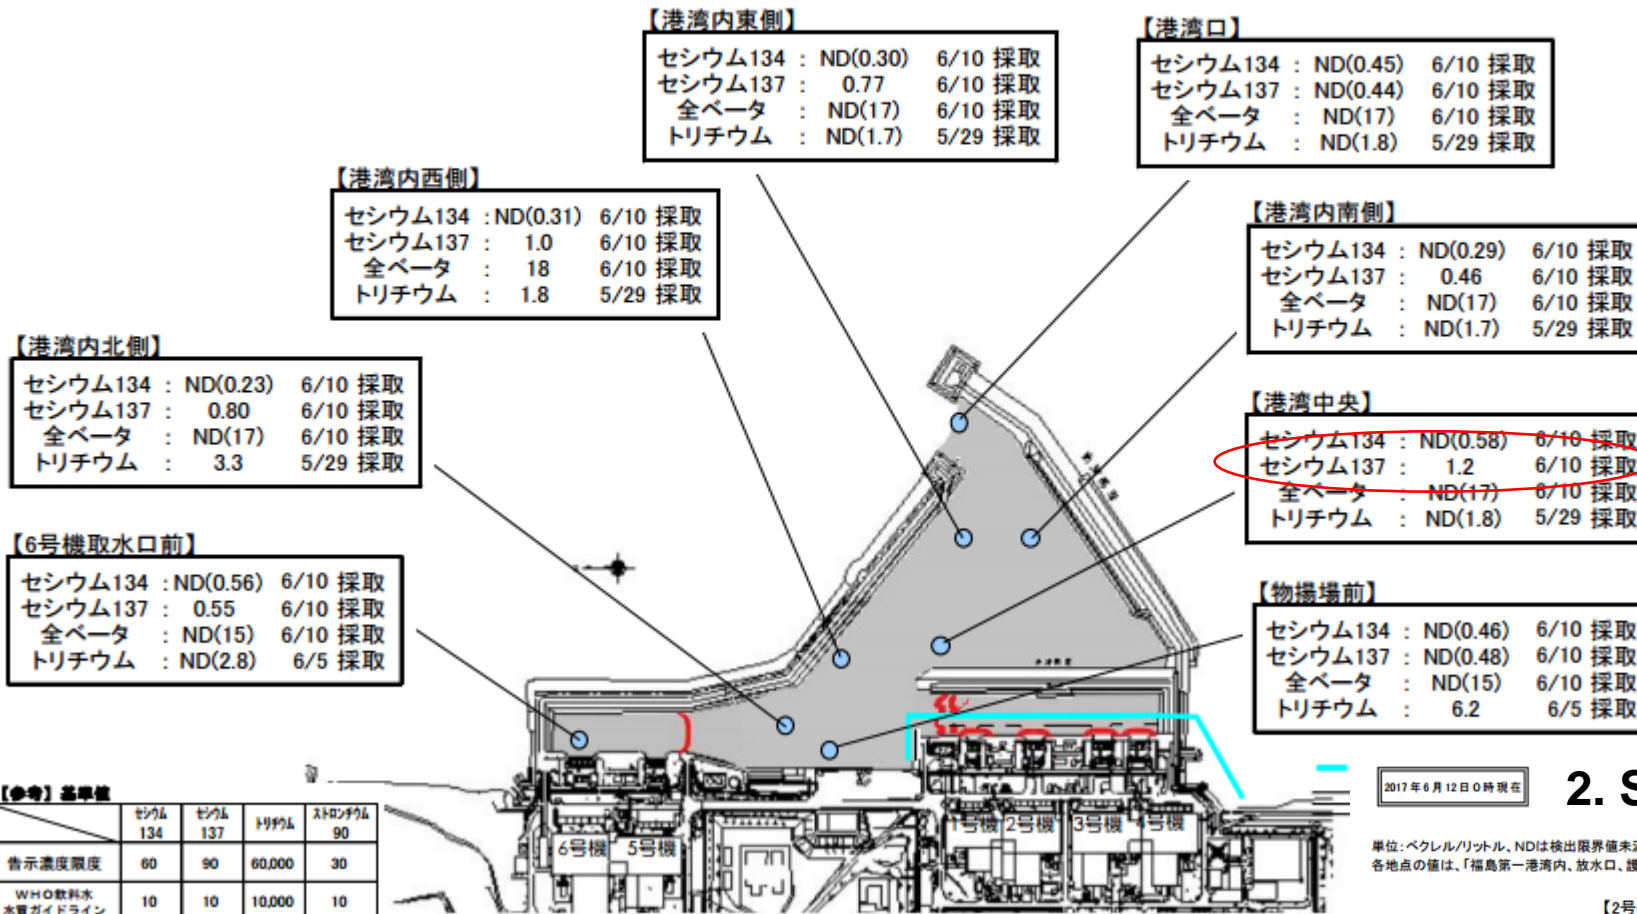 【港湾内東側】
セシウム134 : ND(0.30) 6/10 採取
セシウム137 : 0.77 6/10 採取
全ベータ : ND(17) 6/10 採取
トリチウム : ND(1.7) 5/29 採取
【港湾口】
セシウム134 : ND(0.45) 6/10 採取
セシウム137 : ND(0.44) 6/10 採取
全ベータ : ND(17) 6/10 採取
トリチウム : ND(1.8) 5/29 採取
【港湾内西側】
セシウム134 : ND(0.31) 6/10 採取
セシウム137 : 1.0 6/10 採取
全ベータ : 18 6/10 採取
トリチウム : 1.8 5/29 採取
【港湾内南側】
セシウム134 : ND(0.29) 6/10 採取
セシウム137 : 0.46 6/10 採取
全ベータ : ND(17) 6/10 採取
トリチウム : ND(1.7) 5/29 採取
【港湾内北側】
セシウム134 : ND(0.23) 6/10 採取
セシウム137 : 0.80 6/10 採取
全ベータ : ND(17) 6/10 採取
トリチウム : 3.3 5/29 採取
【港湾中央】
セシウム134 : ND(0.58) 6/10 採取
セシウム137 : 1.2 6/10 採取
全ベータ : ND(17) 6/10 採取
トリチウム : ND(1.8) 5/29 採取
【6号機取水口前】
セシウム134 : ND(0.56) 6/10 採取
セシウム137 : 0.55 6/10 採取
全ベータ : ND(15) 6/10 採取
トリチウム : ND(2.8) 6/5 採取
【物揚場前】
セシウム134 : ND(0.46) 6/10 採取
セシウム137 : ND(0.48) 6/10 採取
全ベータ : ND(15) 6/10 採取
トリチウム : 6.2 6/5 採取
6号機 5号機 1号機 2号機 3号機 4号機
【参考】基準値
セシウム134 セシウム137 トリチウム ストロンチウム90
告示濃度限度 60 90 60,000 30
WHO飲料水水質ガイドライン 10 10 10,000 10
2017年6月12日0時現在
2. S
単位:ベクレル/リットル、NDは検出限界値未
各地点の値は、「福島第一港湾内、放水口、護
【2号